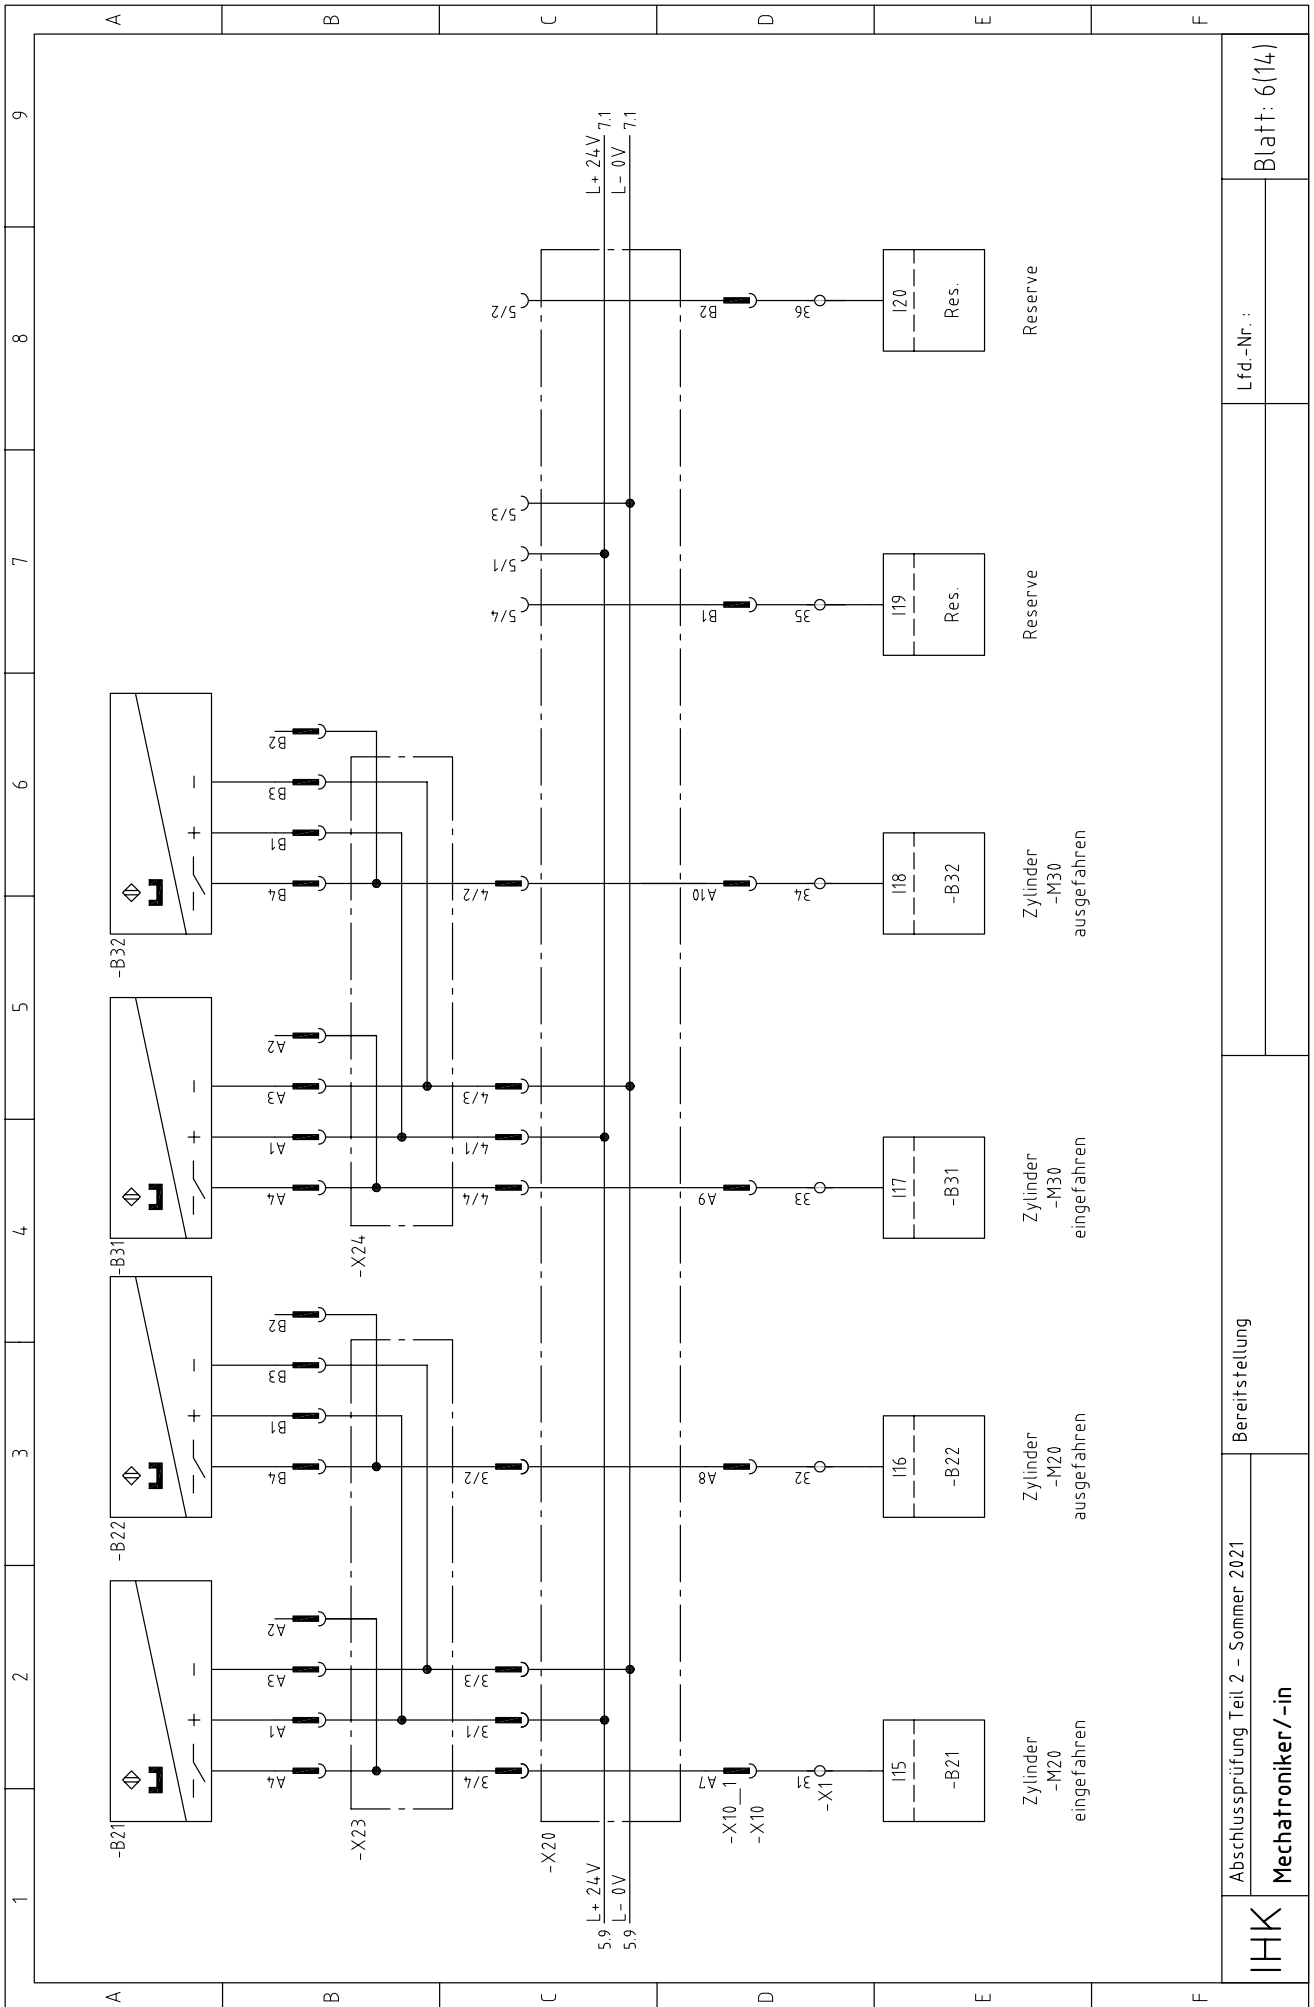 1 2 3 4 5 6 7 8 9
A A
B B
C C
D D
E E
F F
-B21
-B22
-B31
-B32
+ −
+ −
+ −
+ −
A4 A1 A3 A2
B4 B1 B3 B2
A4 A1 A3 A2
B4 B1 B3 B2
-X23
-X24
3/4 3/1 3/3 3/2
4/4 4/1 4/3 4/2
5/4 5/1 5/3 5/2
-X20
5.9 L+ 24V
5.9 L- 0V
L+ 24V 7.1
L- 0V 7.1
-X10_1
-X10
A7 A8 A9 A10 B1 B2
-X1
31 32 33 34 35 36
I15 I16 I17 I18 I19 I20
-B21 -B22 -B31 -B32 Res. Res.
Zylinder
-M20
eingefahren
Zylinder
-M20
ausgefahren
Zylinder
-M30
eingefahren
Zylinder
-M30
ausgefahren
Reserve
Reserve
IHK
Abschlussprüfung Teil 2 - Sommer 2021
Mechatroniker/-in
Bereitstellung
Lfd.-Nr.:
Blatt: 6(14)